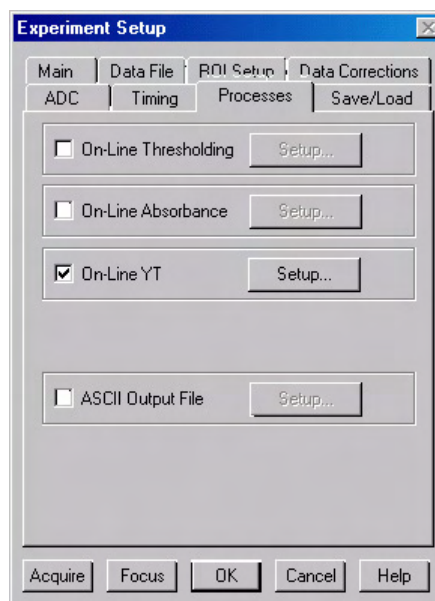 Experiment Setup
Main Data File ROI Setup Data Corrections
ADC Timing Processes Save/Load
On-Line Thresholding Setup...
On-Line Absorbance Setup...
On-Line YT Setup...
ASCII Output File Setup...
Acquire Focus OK Cancel Help